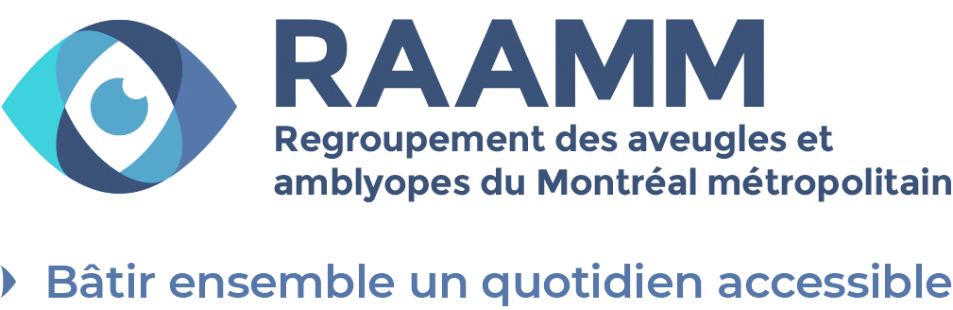 RAAMM
Regroupement des aveugles et
amblyopes du Montréal métropolitain
Bâtir ensemble un quotidien accessible